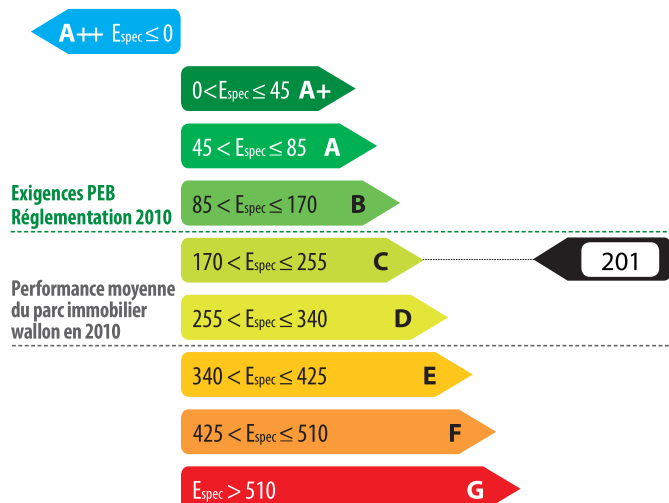 A++ Espec ≤ 0
0 < Espec ≤ 45 A+
45 < Espec ≤ 85 A
Exigences PEB
Réglementation 2010
85 < Espec ≤ 170 B
170 < Espec ≤ 255 C
201
Performance moyenne
du parc immobilier
wallon en 2010
255 < Espec ≤ 340 D
340 < Espec ≤ 425 E
425 < Espec ≤ 510 F
Espec > 510 G